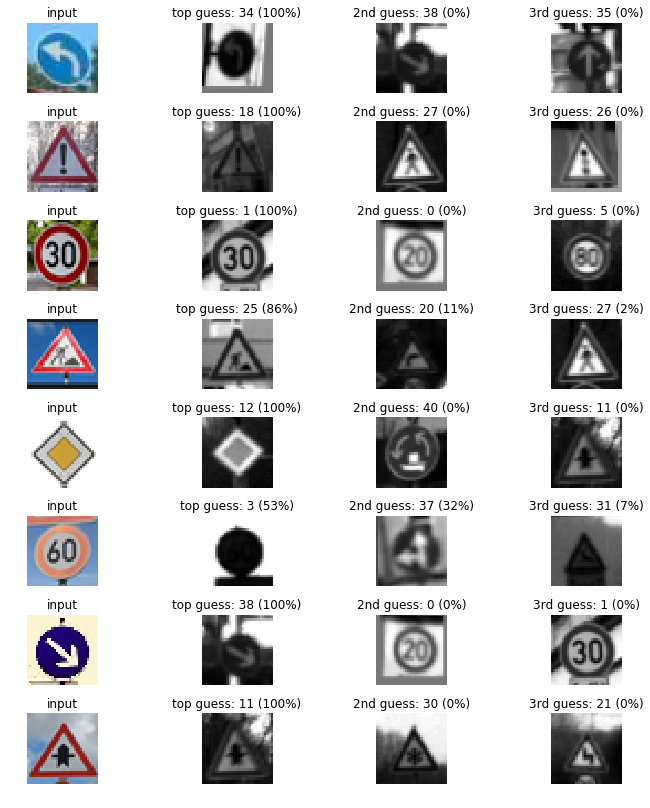 input top guess: 34 (100%) 2nd guess: 38 (0%) 3rd guess: 35 (0%)
input top guess: 18 (100%) 2nd guess: 27 (0%) 3rd guess: 26 (0%)
input top guess: 1 (100%) 2nd guess: 0 (0%) 3rd guess: 5 (0%)
30 30 20 80
input top guess: 25 (86%) 2nd guess: 20 (11%) 3rd guess: 27 (2%)
input top guess: 12 (100%) 2nd guess: 40 (0%) 3rd guess: 11 (0%)
input top guess: 3 (53%) 2nd guess: 37 (32%) 3rd guess: 31 (7%)
60 60
input top guess: 38 (100%) 2nd guess: 0 (0%) 3rd guess: 1 (0%)
20 30
input top guess: 11 (100%) 2nd guess: 30 (0%) 3rd guess: 21 (0%)